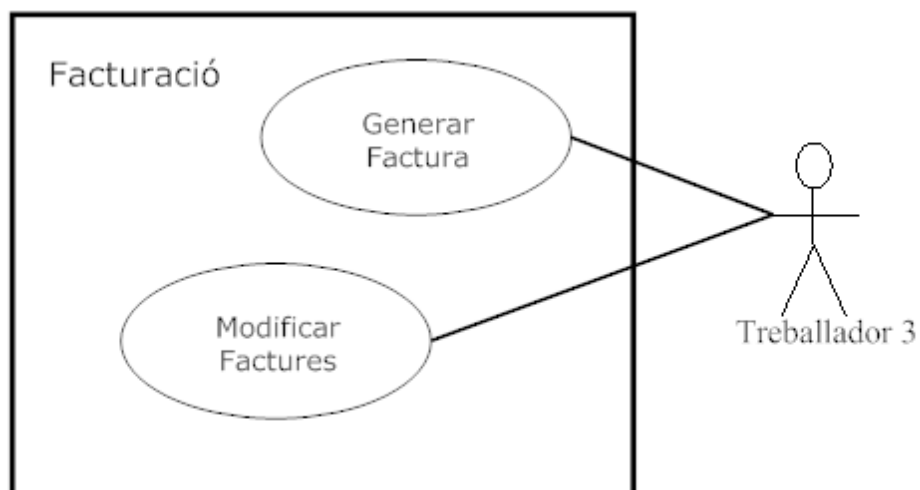 Facturació
Generar
Factura
Modificar
Factures
Treballador 3